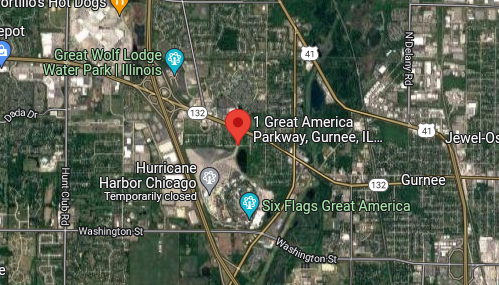 Portillo's Hot Dogs
epot
Great Wolf Lodge
Water Park | Illinois
41
N Delany Rd
Dada Dr
132
1 Great America
Parkway, Gurnee, IL...
41
Jewel-Os
Hunt Club Rd
Hurricane
Harbor Chicago
Temporarily closed
132
Gurnee
Six Flags Great America
Washington St
Washington St
e